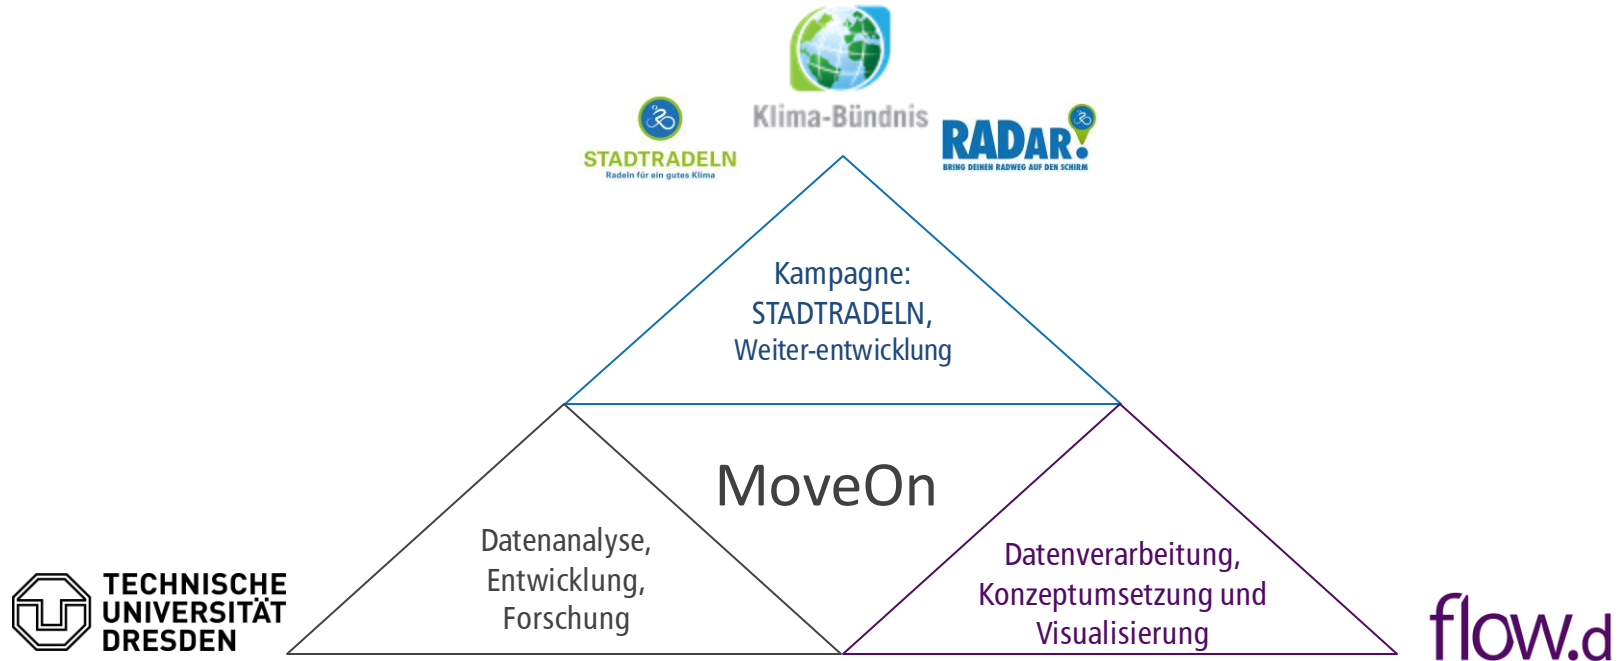 Klima-Bündnis
STADTRADELN
Radeln für ein gutes Klima
RADAR!
BRING DEINEN RADWEG AUF DEN SCHIRM
Kampagne:
STADTRADELN,
Weiter-entwicklung
MoveOn
Datenanalyse,
Entwicklung,
Forschung
Datenverarbeitung,
Konzeptumsetzung und
Visualisierung
TECHNISCHE
UNIVERSITÄT
DRESDEN
flow.d